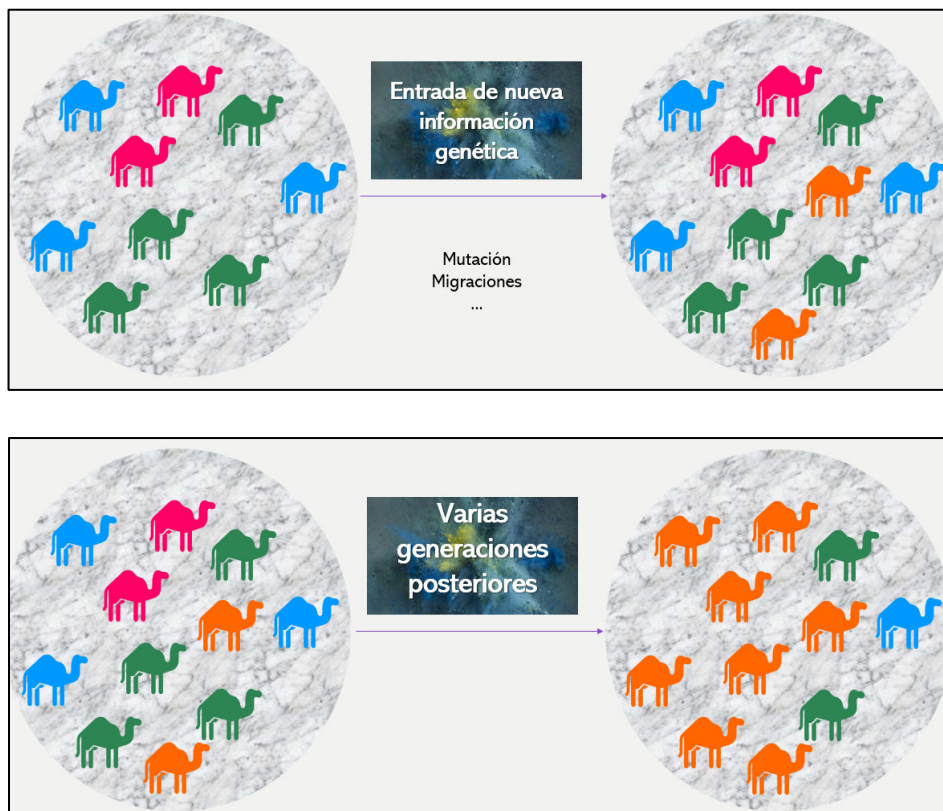 Entrada de nueva
información
genética
Mutación
Migraciones
...
Varias
generaciones
posteriores